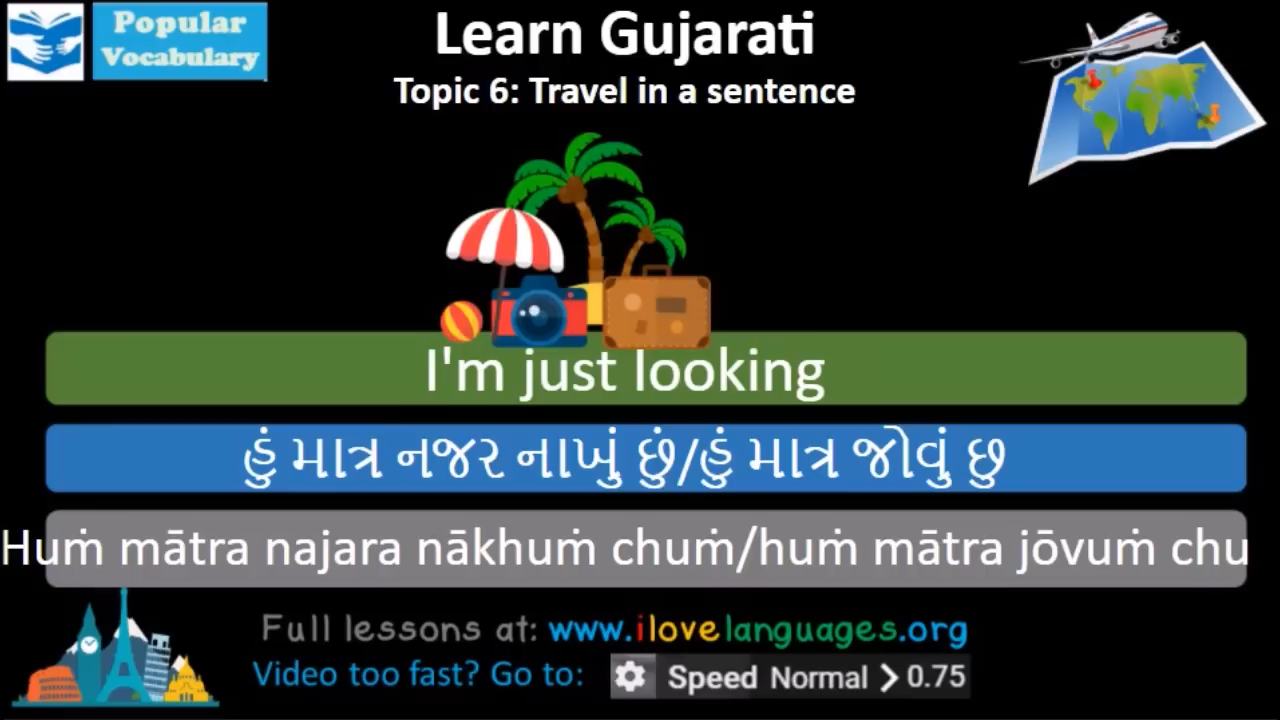 Popular
Vocabulary
Learn Gujarati
Topic 6: Travel in a sentence
I'm just looking
હું માત્ર નજર નાખું છું/હું માત્ર જોવું છુ
Huṁ mātra najara nākhuṁ chuṁ/huṁ mātra jōvuṁ chu
Full lessons at: www.ilovelanguages.org
Video too fast? Go to: Speed Normal > 0.75